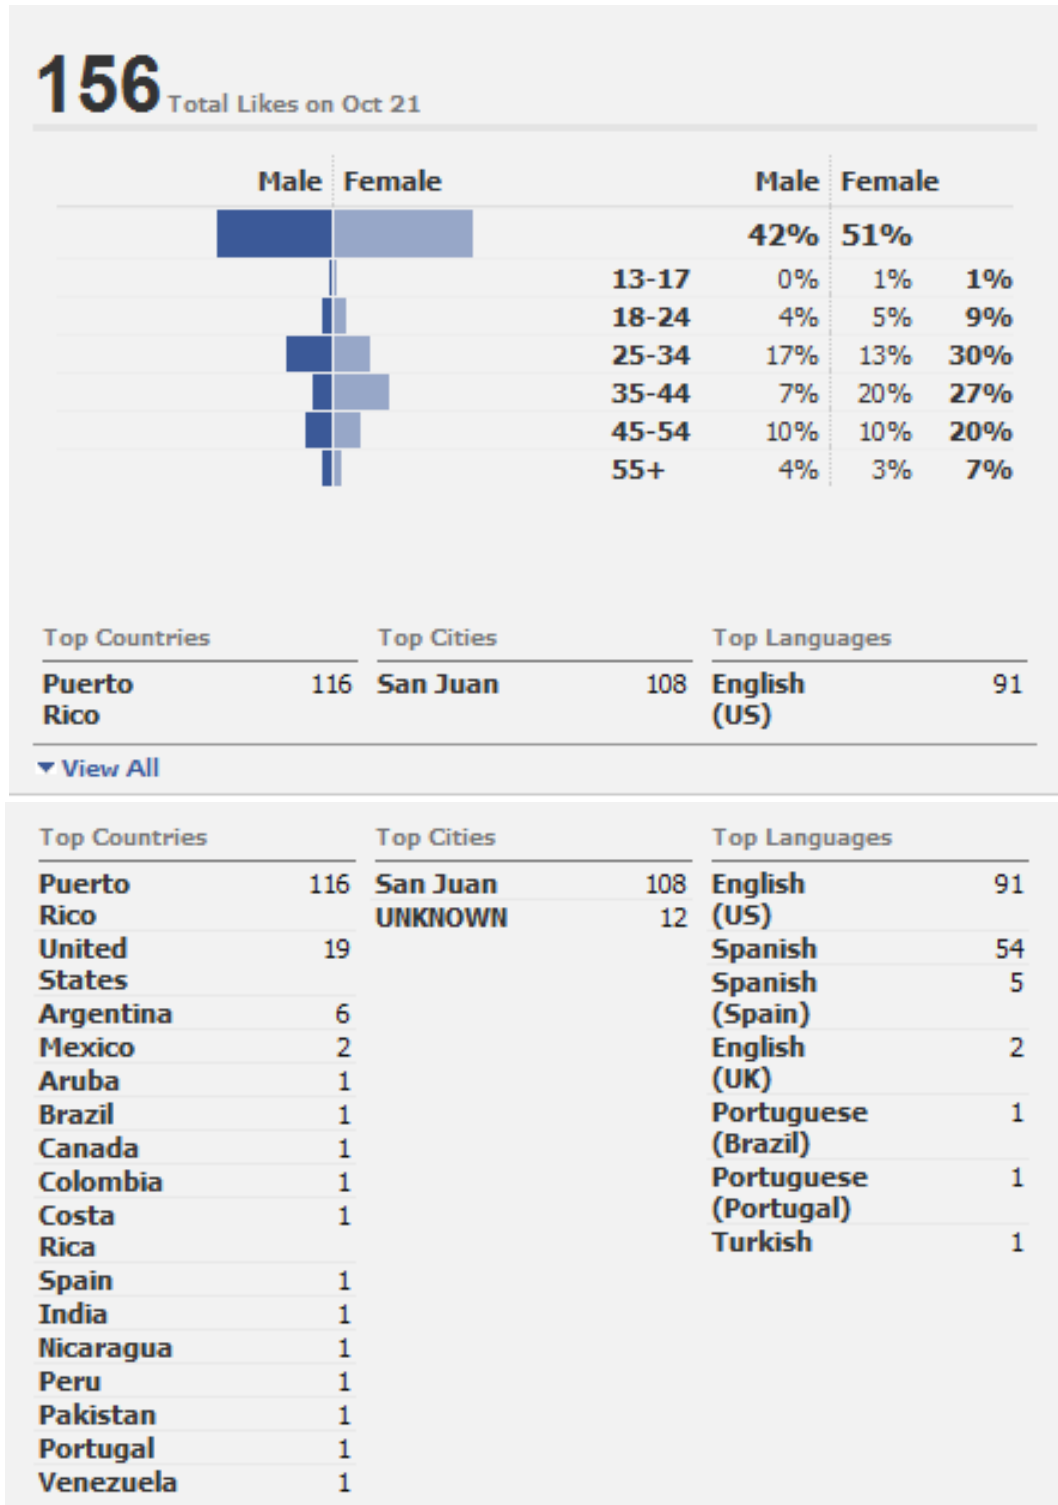 156 Total Likes on Oct 21
Male Female Male Female
42% 51%
13-17 0% 1% 1%
18-24 4% 5% 9%
25-34 17% 13% 30%
35-44 7% 20% 27%
45-54 10% 10% 20%
55+ 4% 3% 7%
Top Countries Top Cities Top Languages
Puerto 116 San Juan 108 English 91
Rico (US)
View All
Top Countries Top Cities Top Languages
Puerto 116 San Juan 108 English 91
Rico UNKNOWN 12 (US)
United 19 Spanish 54
States Spanish 5
Argentina 6 (Spain)
Mexico 2 English 2
Aruba 1 (UK)
Brazil 1 Portuguese 1
Canada 1 (Brazil)
Colombia 1 Portuguese 1
Costa 1 (Portugal)
Rica Turkish 1
Spain 1
India 1
Nicaragua 1
Peru 1
Pakistan 1
Portugal 1
Venezuela 1